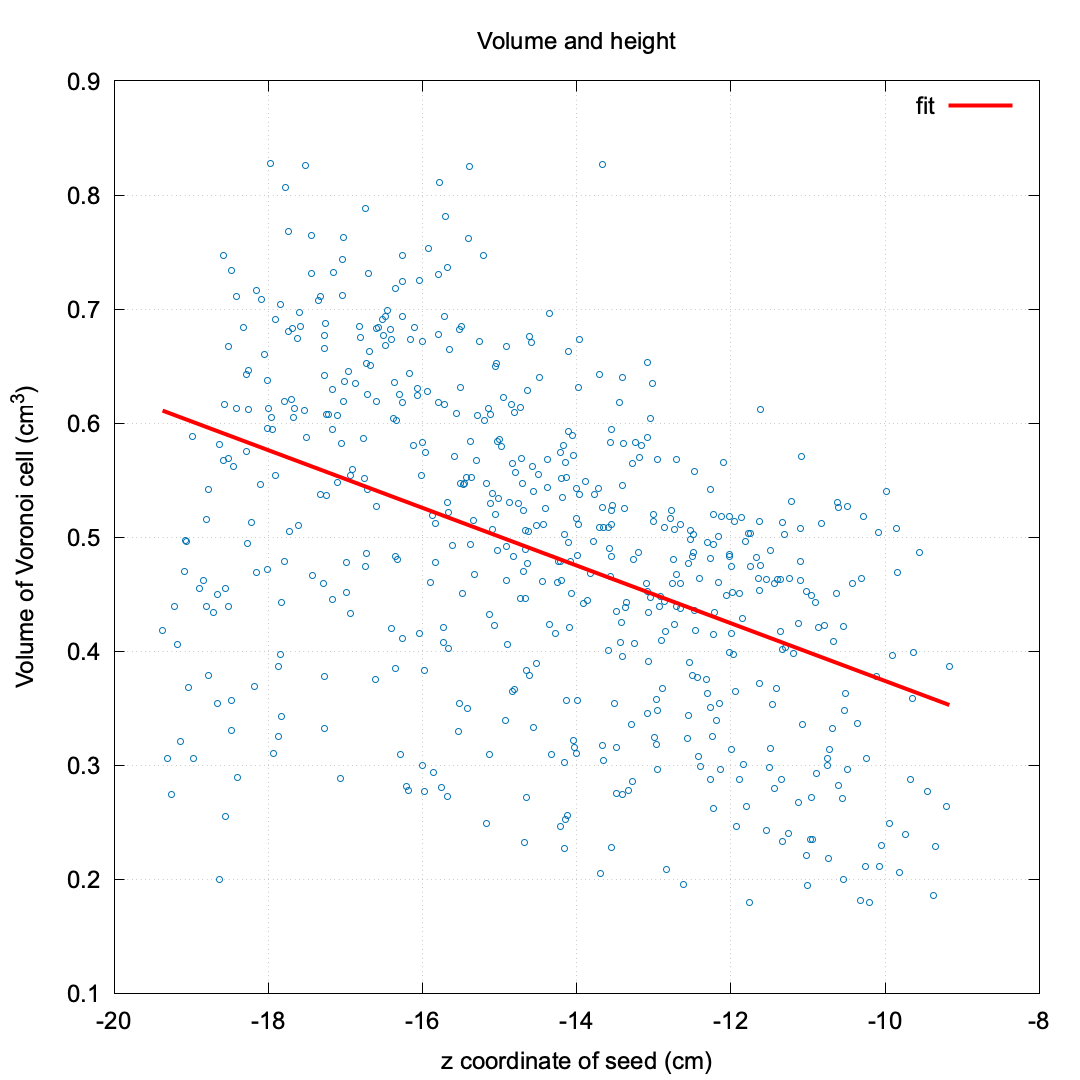 Volume and height
fit
0.9
0.8
0.7
0.6
0.5
0.4
0.3
0.2
0.1
Volume of Voronoi cell (cm³)
-20 -18 -16 -14 -12 -10 -8
z coordinate of seed (cm)